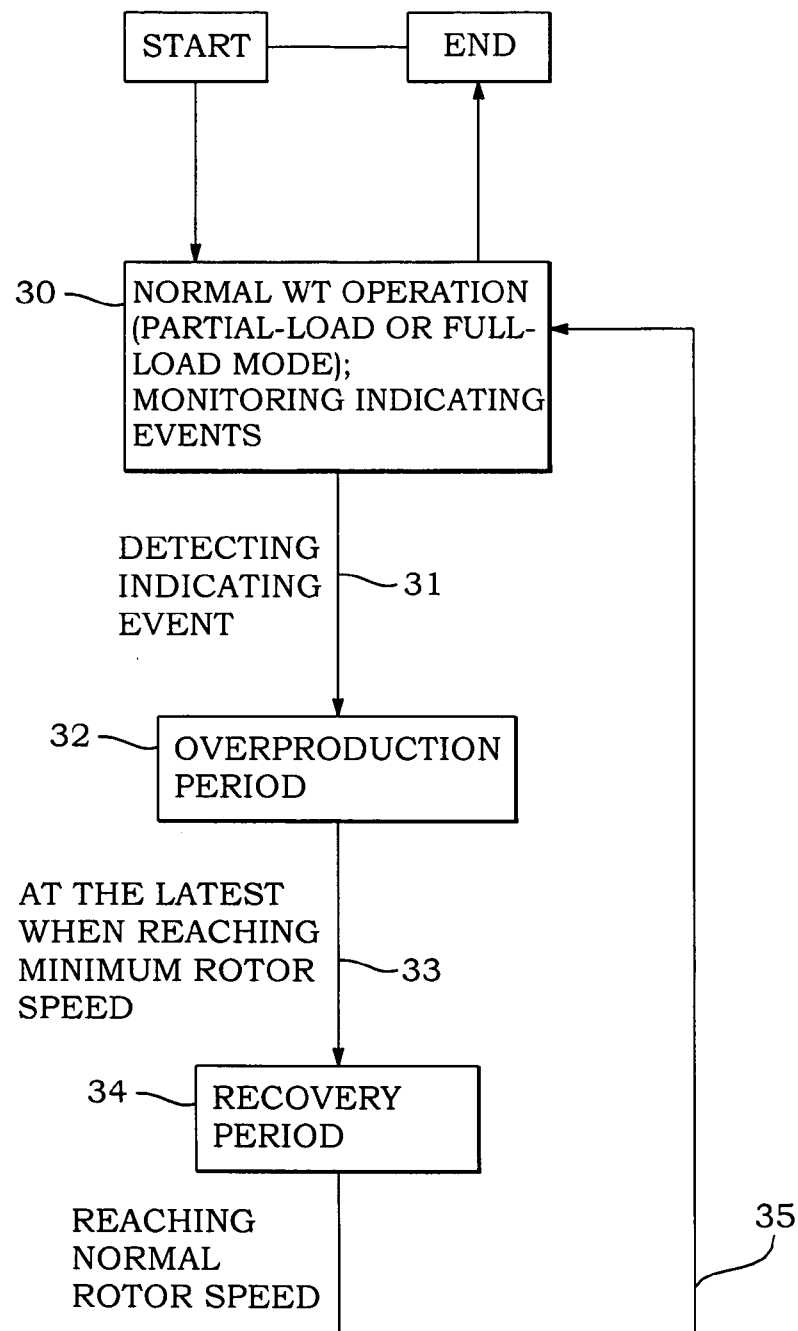 START
END
30
NORMAL WT OPERATION
(PARTIAL-LOAD OR FULL-
LOAD MODE);
MONITORING INDICATING
EVENTS
DETECTING
INDICATING
EVENT
31
32
OVERPRODUCTION
PERIOD
AT THE LATEST
WHEN REACHING
MINIMUM ROTOR
SPEED
33
34
RECOVERY
PERIOD
REACHING
NORMAL
ROTOR SPEED
35